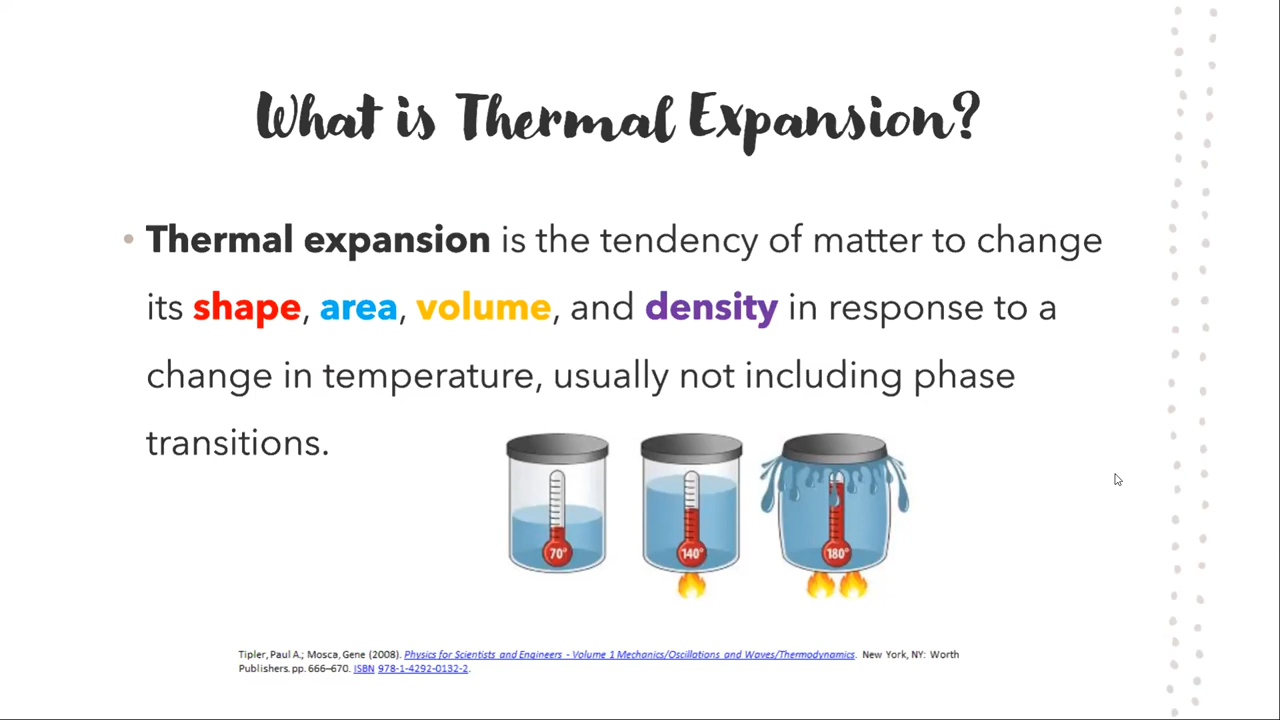 What is Thermal Expansion?
• Thermal expansion is the tendency of matter to change
its shape, area, volume, and density in response to a
change in temperature, usually not including phase
transitions.
70° 140° 180°
Tipler, Paul A.; Mosca, Gene (2008). Physics for Scientists and Engineers - Volume 1 Mechanics/Oscillations and Waves/Thermodynamics. New York, NY: Worth
Publishers. pp. 666–670. ISBN 978-1-4292-0132-2.